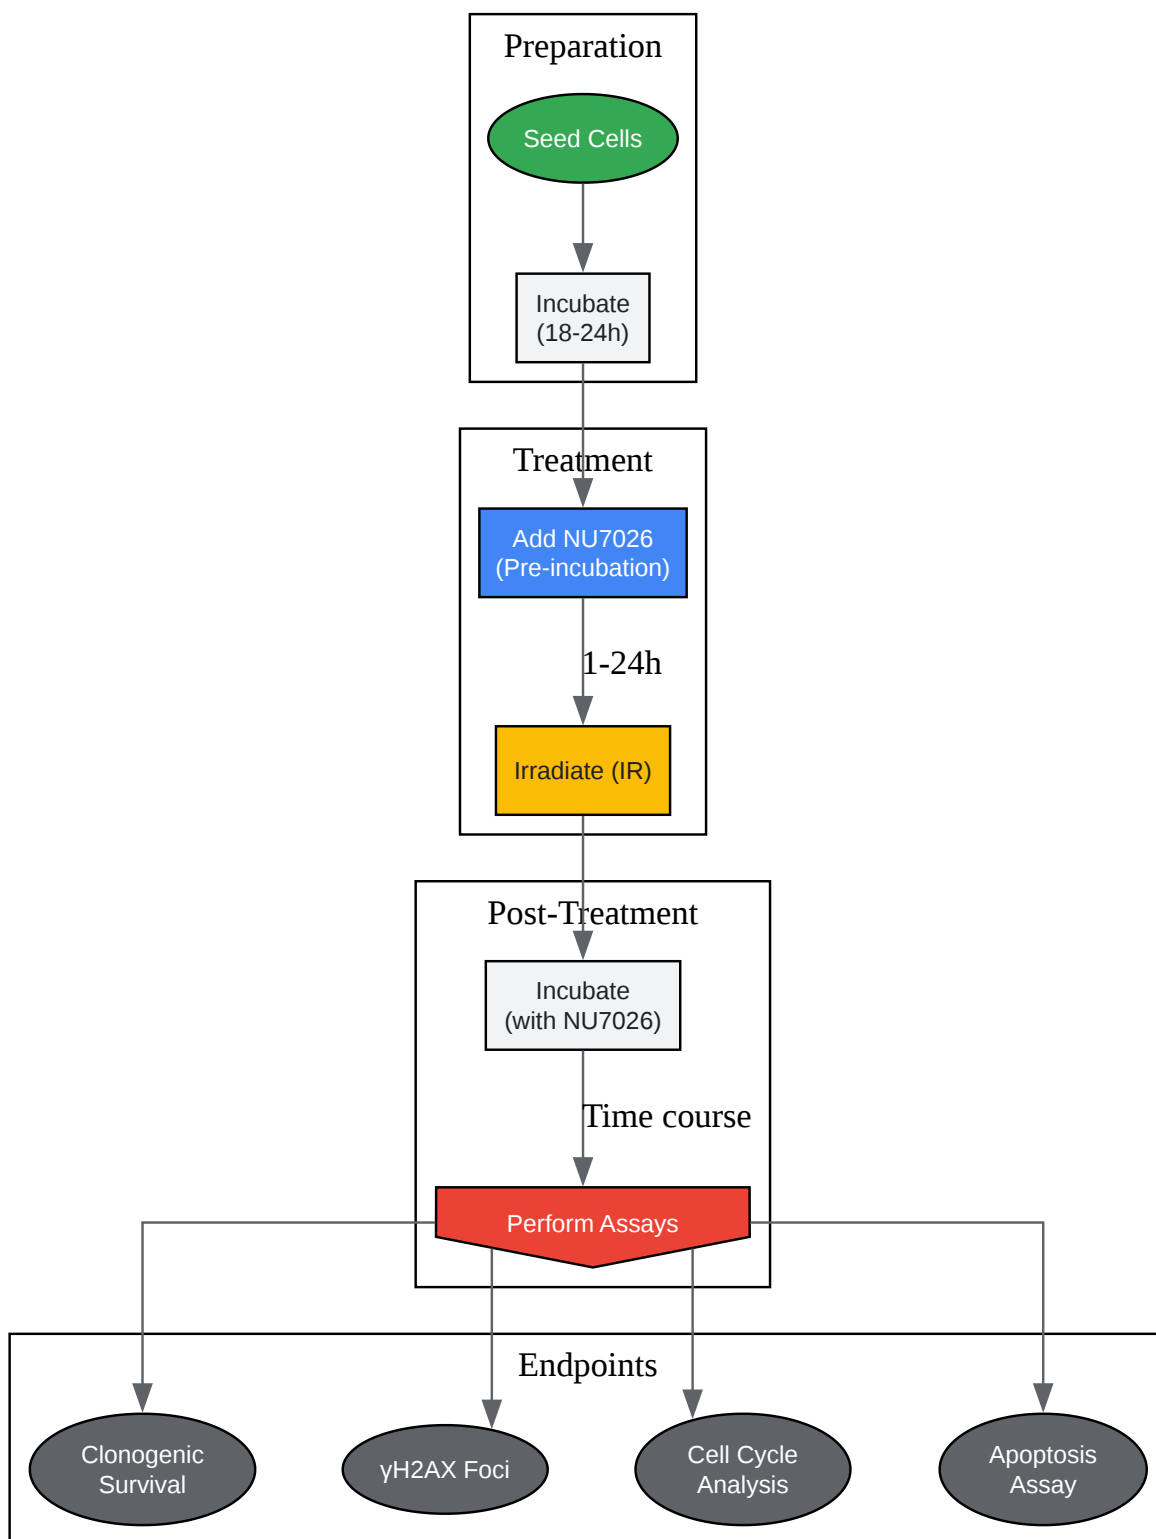 Preparation
Seed Cells
Incubate
(18-24h)
Treatment
Add NU7026
(Pre-incubation)
1-24h
Irradiate (IR)
Post-Treatment
Incubate
(with NU7026)
Time course
Perform Assays
Endpoints
Clonogenic
Survival
γH2AX Foci
Cell Cycle
Analysis
Apoptosis
Assay